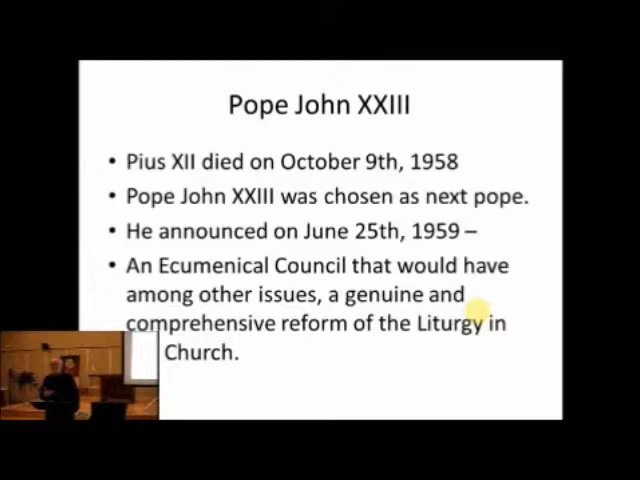 Pope John XXIII
• Pius XII died on October 9th, 1958
• Pope John XXIII was chosen as next pope.
• He announced on June 25th, 1959 –
• An Ecumenical Council that would have
among other issues, a genuine and
comprehensive reform of the Liturgy in
Church.